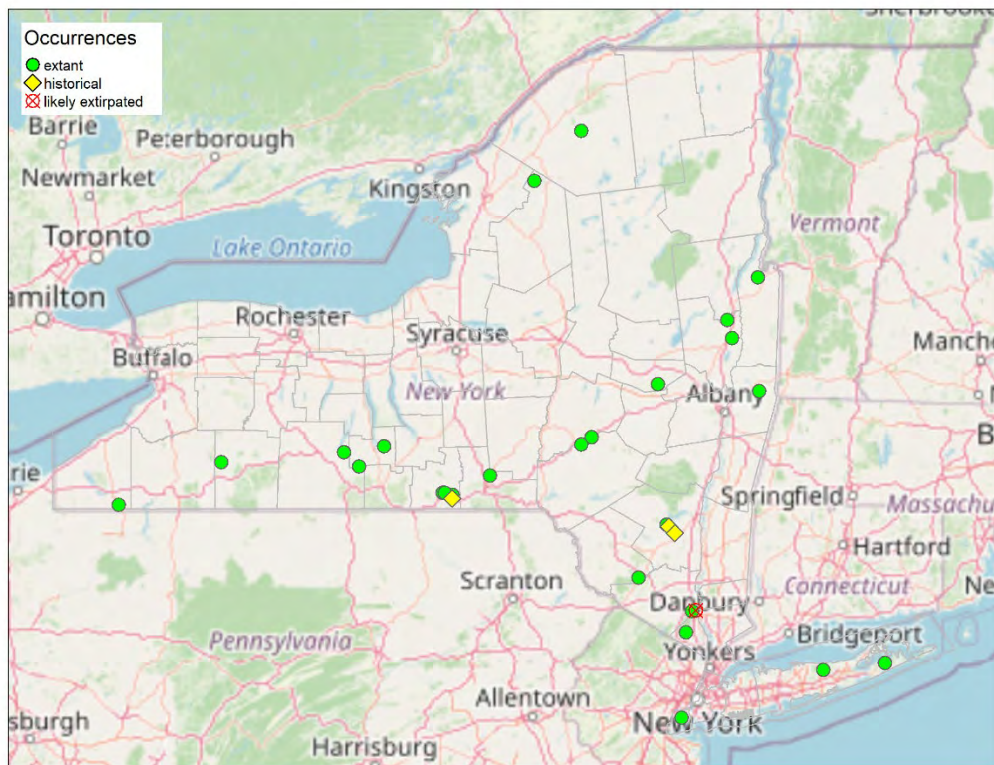 Sherbrooke
Occurrences
extant
historical
likely extirpated
Barrie
Peterborough
Newmarket
Kingston
Toronto
Lake Ontario
Vermont
amilton
Rochester
Syracuse
Buffalo
New York
Manche
Albany
B
rie
Springfield
Massachu
Hartford
Scranton
Connecticut
Ne
Danbury
Pennsylvania
Bridgeport
Yonkers
Allentown
sburgh
New York
Harrisburg